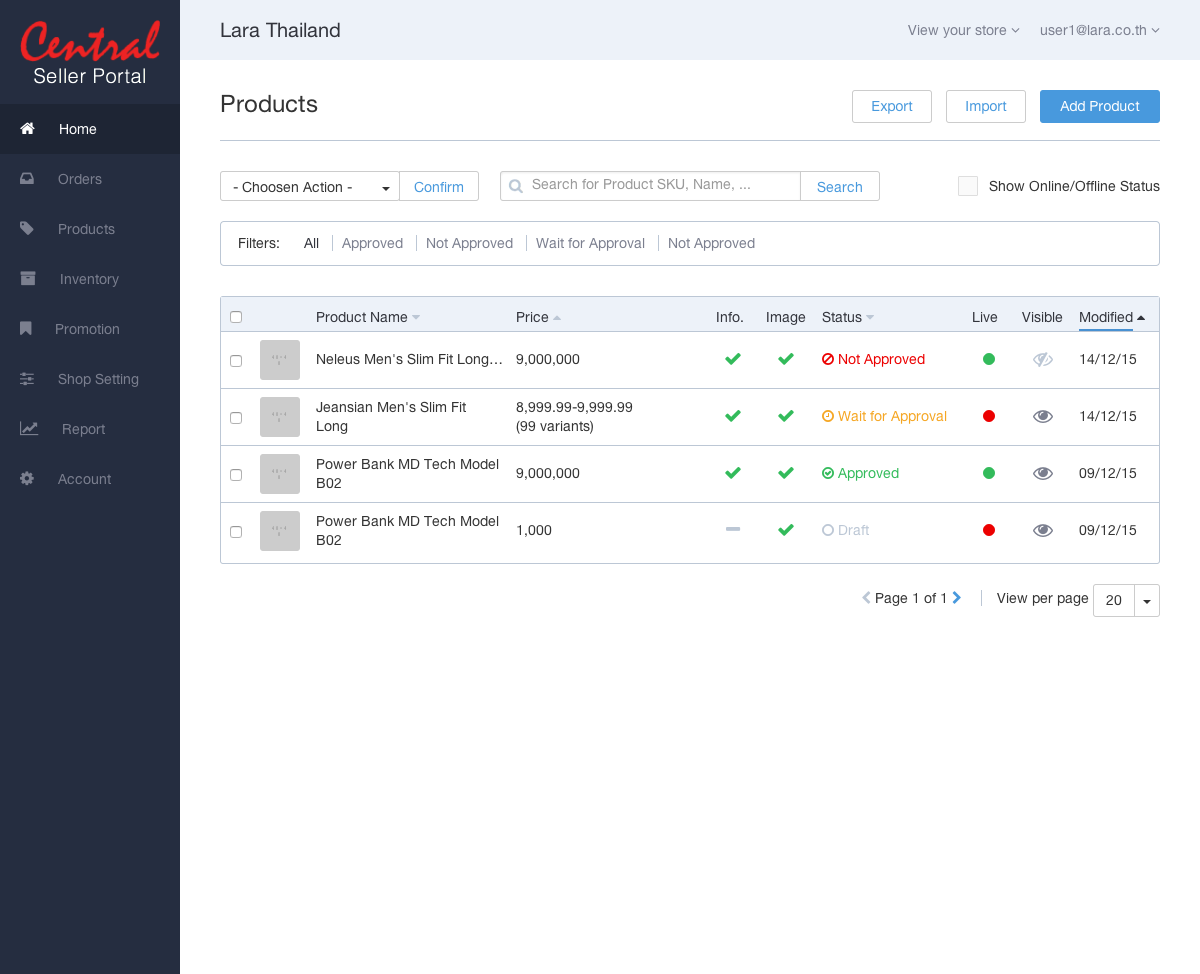 Central
Seller Portal
Lara Thailand
View your store
user1@lara.co.th
Home
Orders
Products
Inventory
Promotion
Shop Setting
Report
Account
Products
Export
Import
Add Product
- Choosen Action -
Confirm
Search for Product SKU, Name, ...
Search
Show Online/Offline Status
Filters: All Approved Not Approved Wait for Approval Not Approved
Product Name Price Info. Image Status Live Visible Modified
Neleus Men's Slim Fit Long... 9,000,000 Not Approved 14/12/15
Jeansian Men's Slim Fit
Long
8,999.99-9,999.99
(99 variants)
Wait for Approval
14/12/15
Power Bank MD Tech Model
B02
9,000,000
Approved
09/12/15
Power Bank MD Tech Model
B02
1,000
Draft
09/12/15
Page 1 of 1
View per page
20